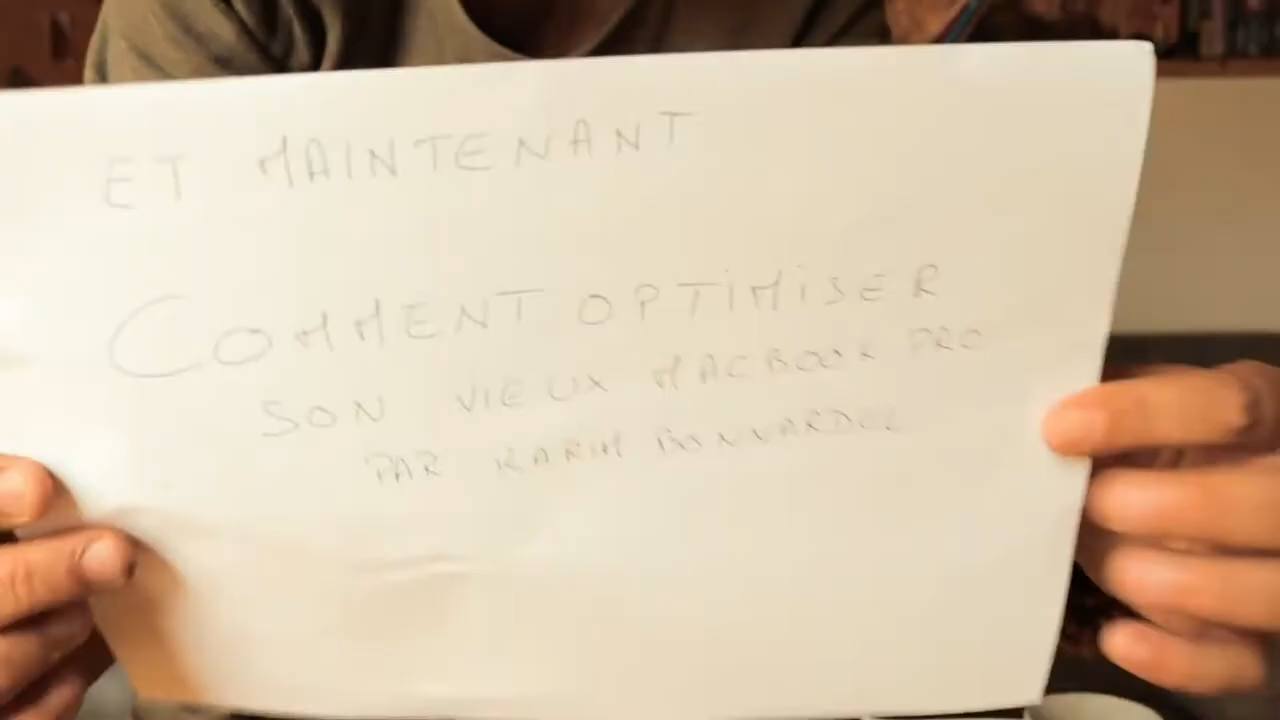 ET MAINTENANT
COMMENT OPTIMISER
SON VIEUX MACBOOK PRO
PAR KARIM